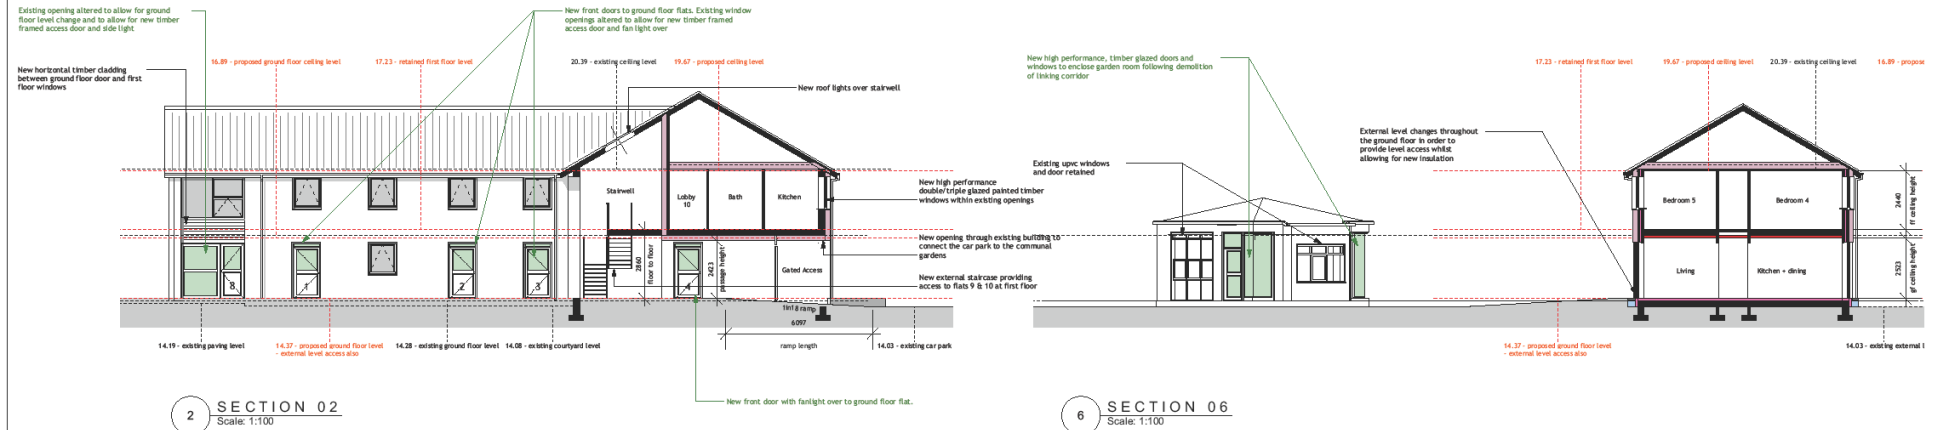 Existing opening altered to allow for ground
floor level change and to allow for new timber
framed access door and side light
New front doors to ground floor flats. Existing window
openings altered to allow for new timber framed
access door and fan light over
New horizontal timber cladding
between ground floor door and first
floor windows
16.89 - proposed ground floor ceiling level
17.23 - retained first floor level
20.39 - existing ceiling level
19.67 - proposed ceiling level
New roof lights over stairwell
Stairwell
Lobby
10
Bath
Kitchen
New high performance
double/triple glazed painted timber
windows within existing openings
New opening through existing building to
connect the car park to the communal
gardens
New external staircase providing
access to flats 9 & 10 at first floor
2860
floor to floor
2423
passage height
Gated Access
8
1
2
3
4
1in18 ramp
6097
ramp length
14.19 - existing paving level
14.37 - proposed ground floor level
- external level access also
14.28 - existing ground floor level
14.08 - existing courtyard level
14.03 - existing car park
New front door with fanlight over to ground floor flat.
2
SECTION 02
Scale: 1:100
New high performance, timber glazed doors and
windows to enclose garden room following demolition
of linking corridor
Existing upvc windows
and door retained
External level changes throughout
the ground floor in order to
provide level access whilst
allowing for new insulation
17.23 - retained first floor level
19.67 - proposed ceiling level
20.39 - existing ceiling level
16.89 - propose
Bedroom 5
Bedroom 4
Living
Kitchen + dining
2440
ff ceiling height
2523
gf ceiling height
14.37 - proposed ground floor level
- external level access also
14.03 - existing external l
6
SECTION 06
Scale: 1:100